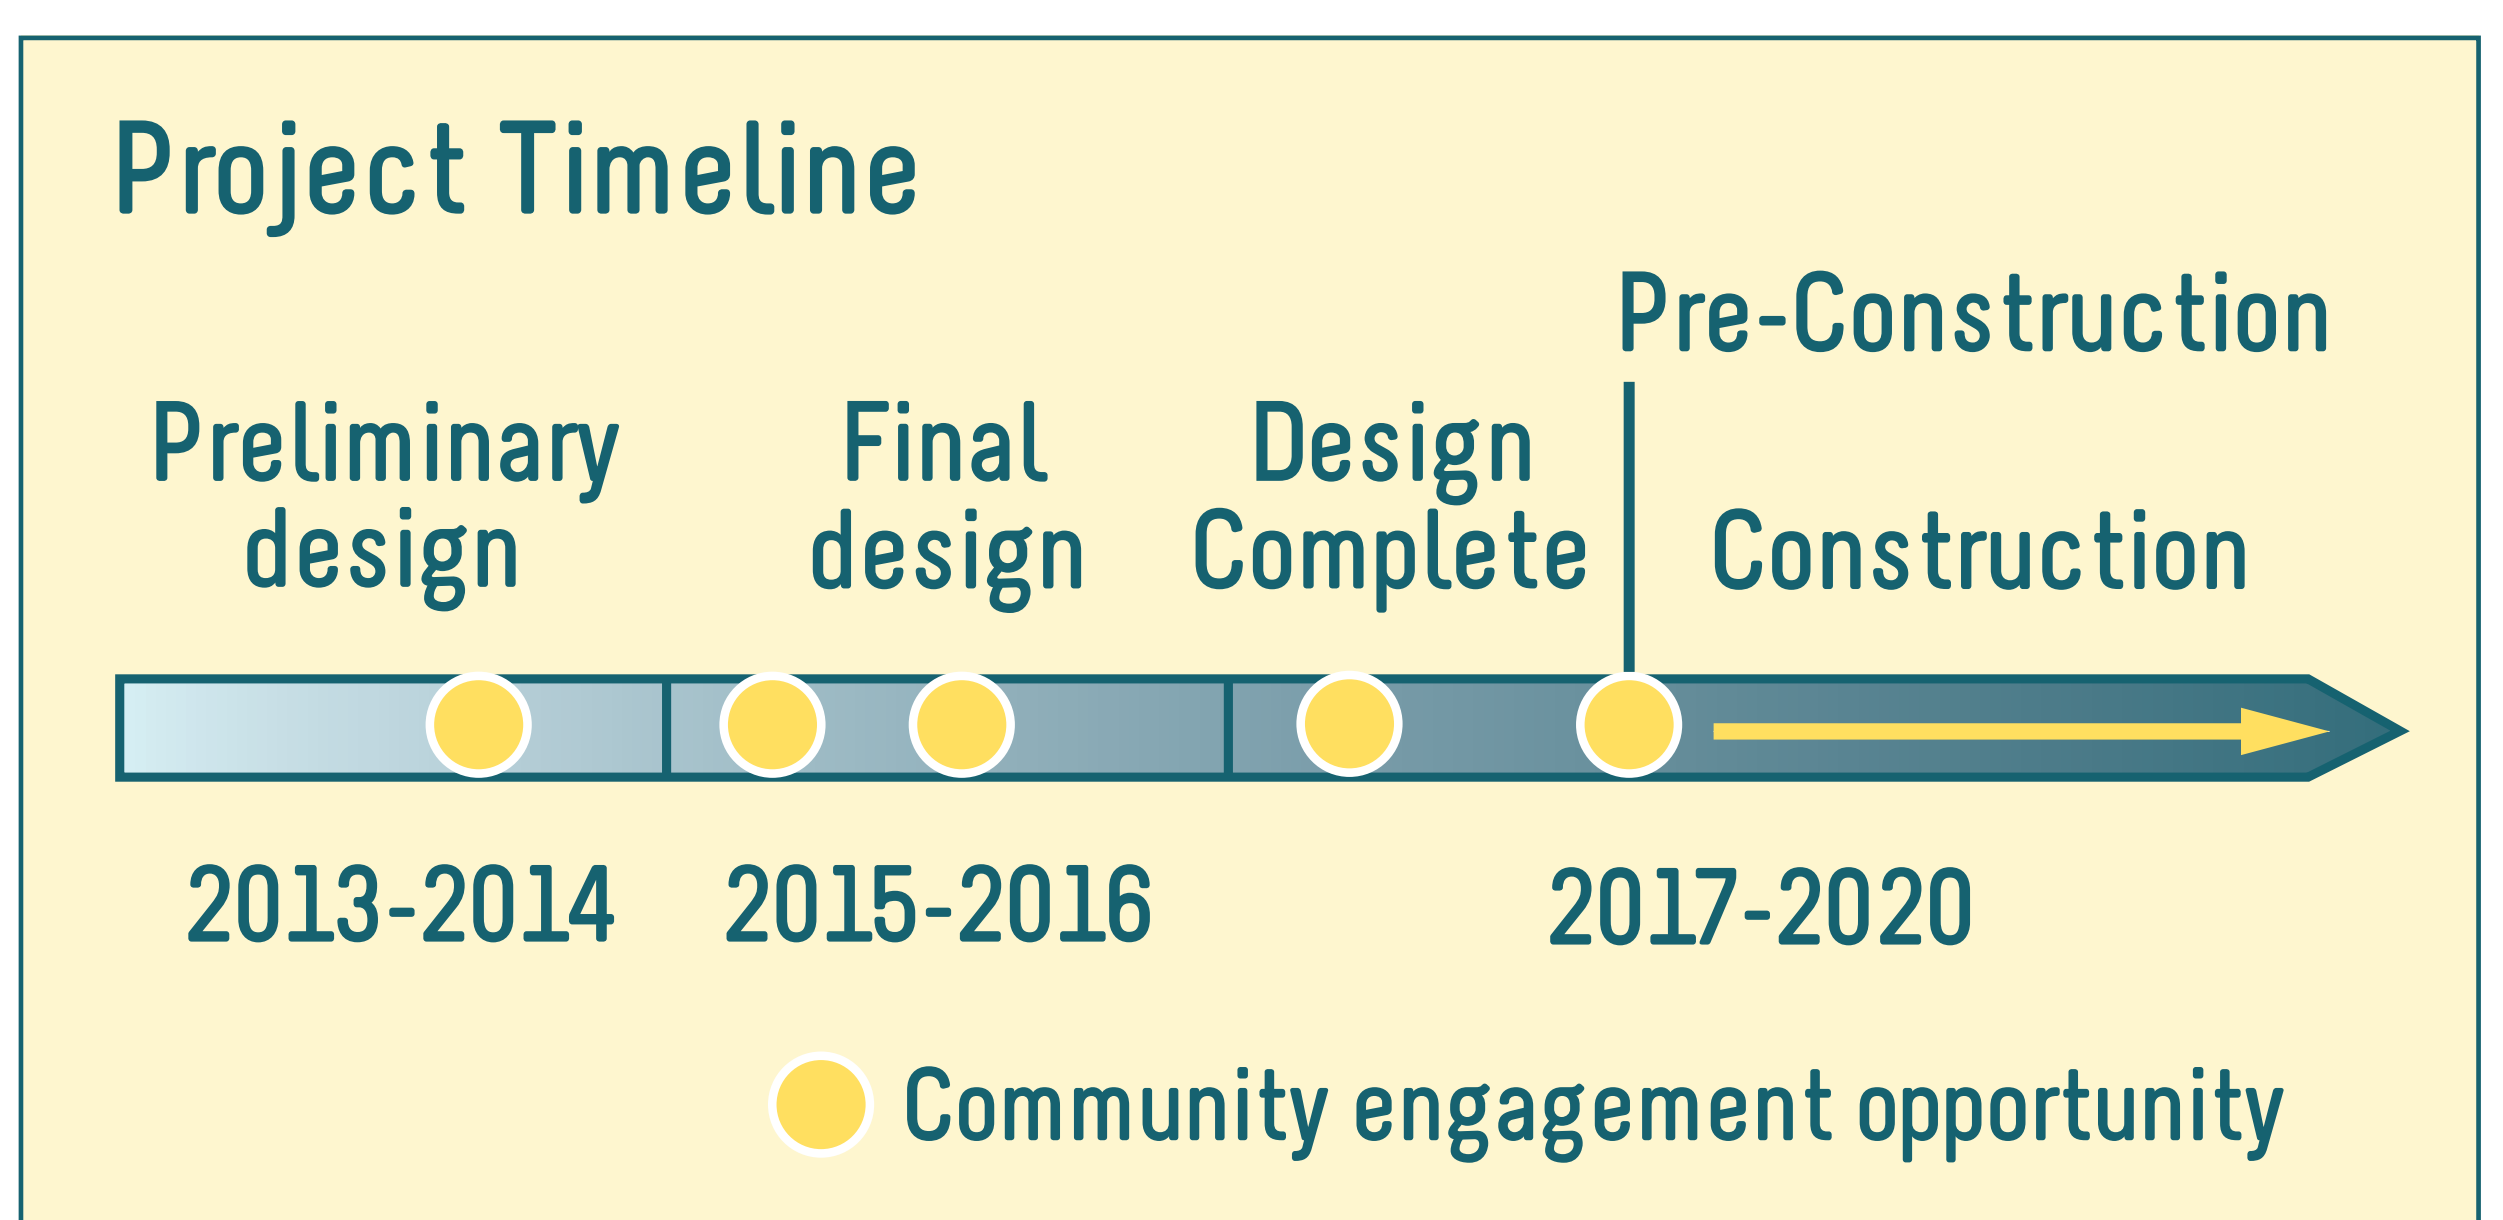 Project Timeline
Pre-Construction
Preliminary
design
Final
design
Design
Complete
Construction
2013-2014
2015-2016
2017-2020
Community engagement opportunity